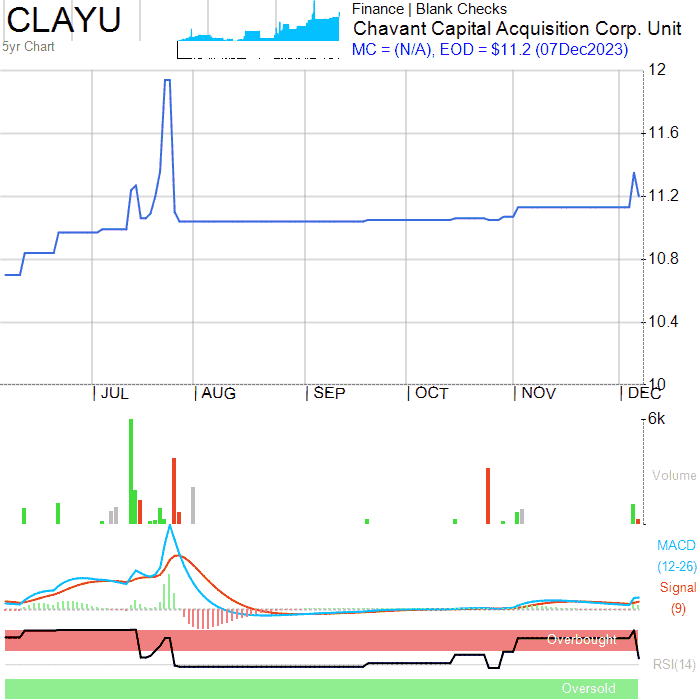 CLAYU
5yr Chart
Finance | Blank Checks
Chavant Capital Acquisition Corp. Unit
MC = (N/A), EOD = $11.2 (07Dec2023)
12
11.6
11.2
10.8
10.4
10
JUL AUG SEP OCT NOV DEC
6k
Volume
MACD
(12-26)
Signal
(9)
Overbought
RSI(14)
Oversold